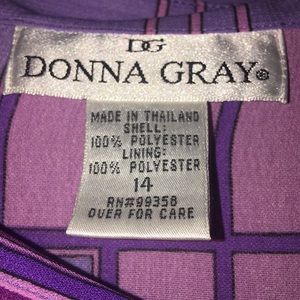 DG
DONNA GRAY®
MADE IN THAILAND
SHELL:
100% POLYESTER
LINING:
100% POLYESTER
14
RN#99358
OVER FOR CARE